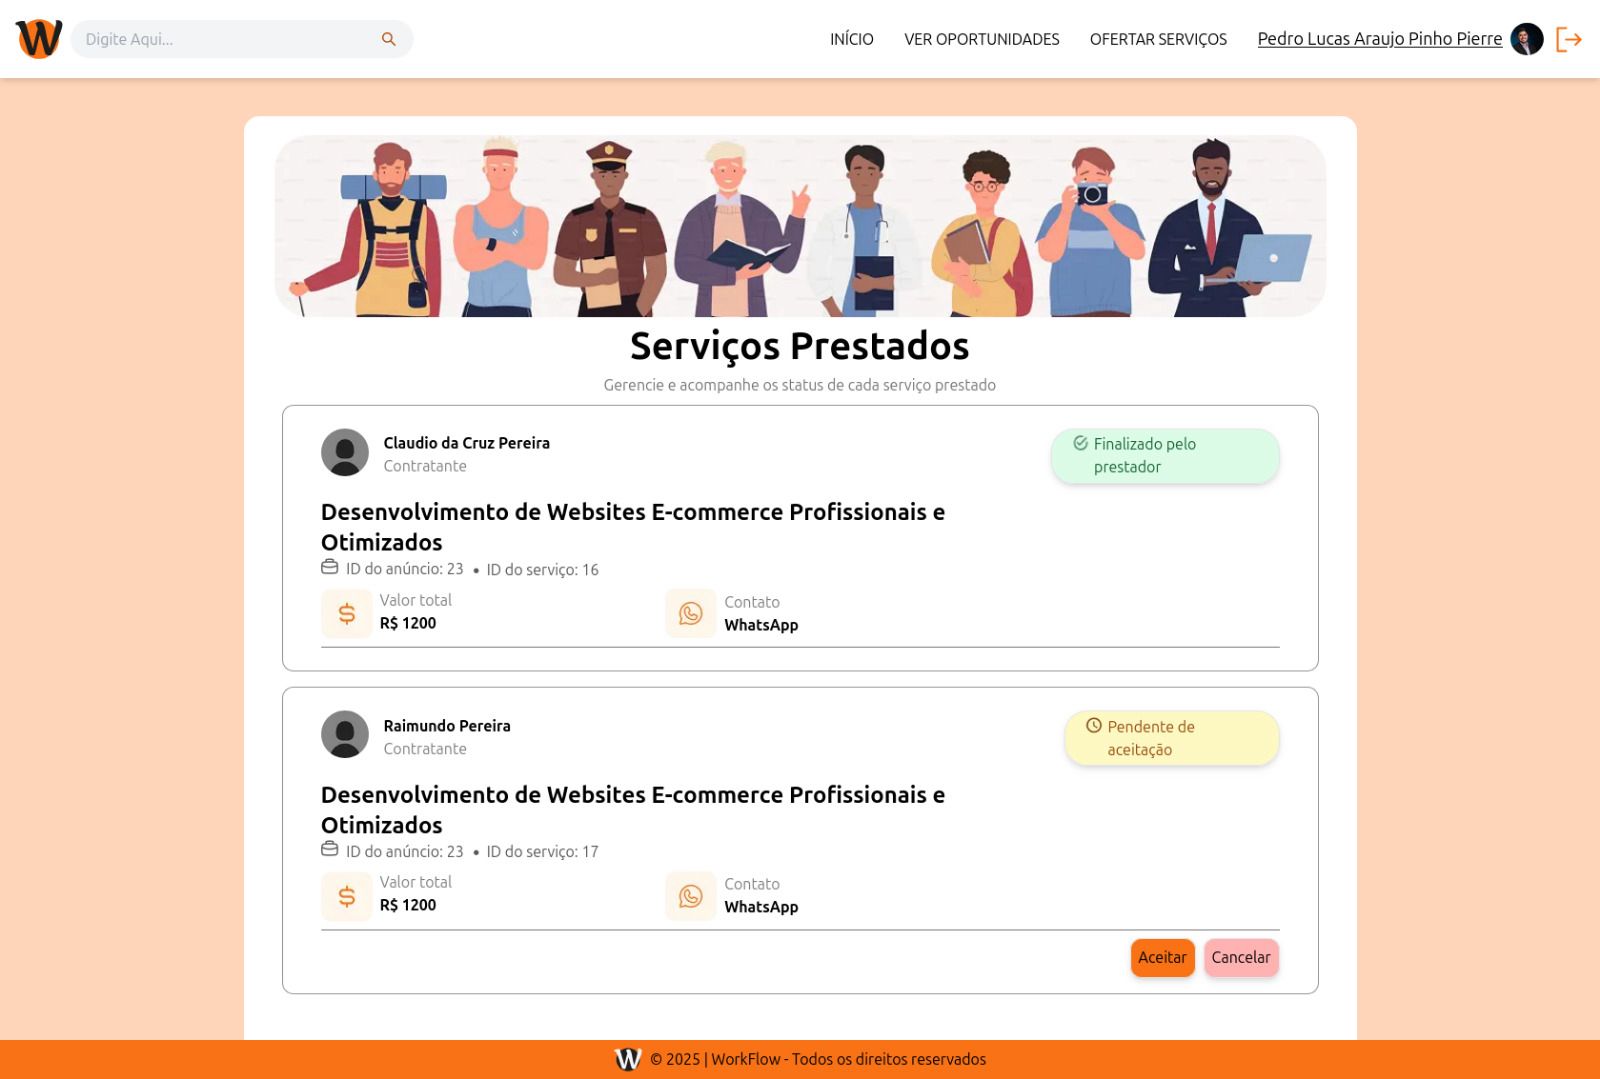 W
Digite Aqui...
INÍCIO
VER OPORTUNIDADES
OFERTAR SERVIÇOS
Pedro Lucas Araujo Pinho Pierre
Serviços Prestados
Gerencie e acompanhe os status de cada serviço prestado
Claudio da Cruz Pereira
Contratante
Finalizado pelo
prestador
Desenvolvimento de Websites E-commerce Profissionais e
Otimizados
ID do anúncio: 23 • ID do serviço: 16
Valor total
R$ 1200
Contato
WhatsApp
Raimundo Pereira
Contratante
Pendente de
aceitação
Desenvolvimento de Websites E-commerce Profissionais e
Otimizados
ID do anúncio: 23 • ID do serviço: 17
Valor total
R$ 1200
Contato
WhatsApp
Aceitar
Cancelar
W © 2025 | WorkFlow - Todos os direitos reservados